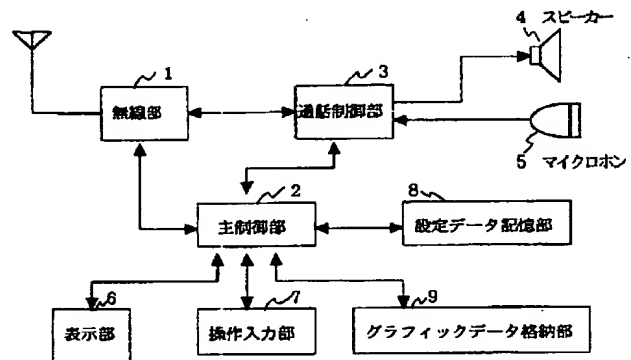 4 スピーカー
1
3
無線部
通話制御部
5 マイクロホン
2
8
主制御部
設定データ記憶部
6
7
9
表示部
操作入力部
グラフィックデータ格納部